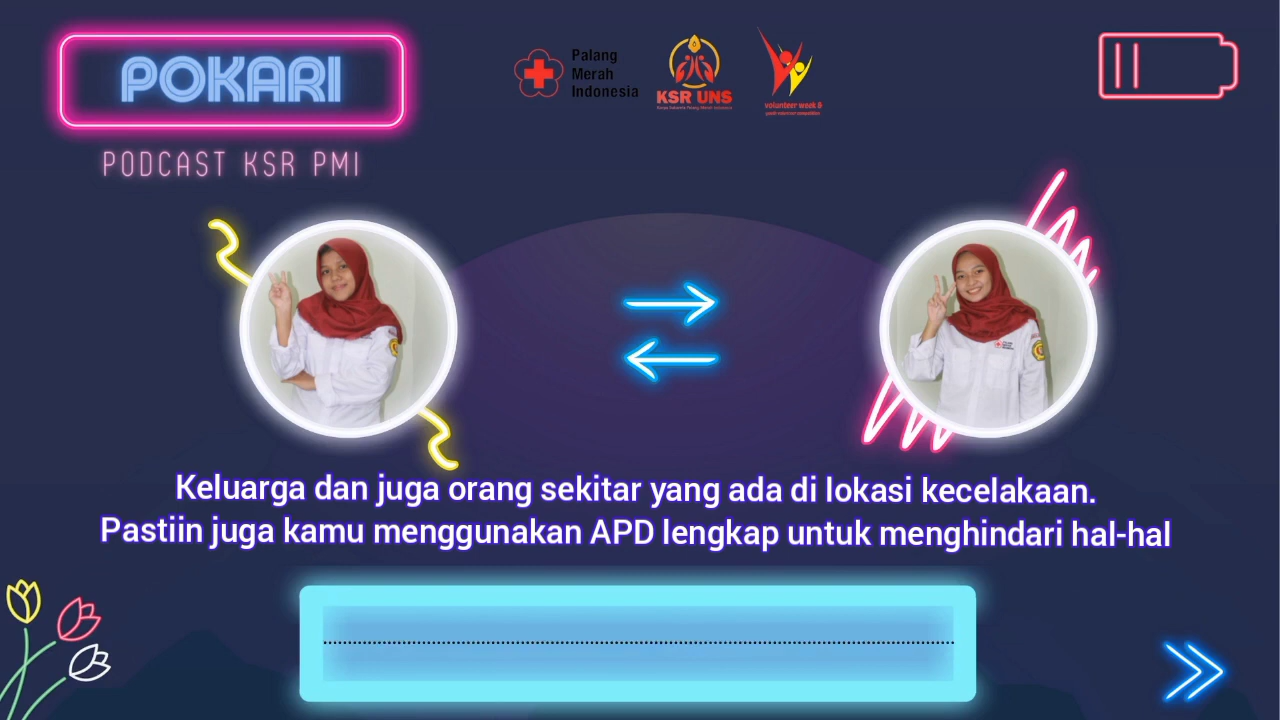 POKARI
PODCAST KSR PMI
Palang
Merah
Indonesia
KSR UNS
volunteer week &
Keluarga dan juga orang sekitar yang ada di lokasi kecelakaan.
Pastiin juga kamu menggunakan APD lengkap untuk menghindari hal-hal